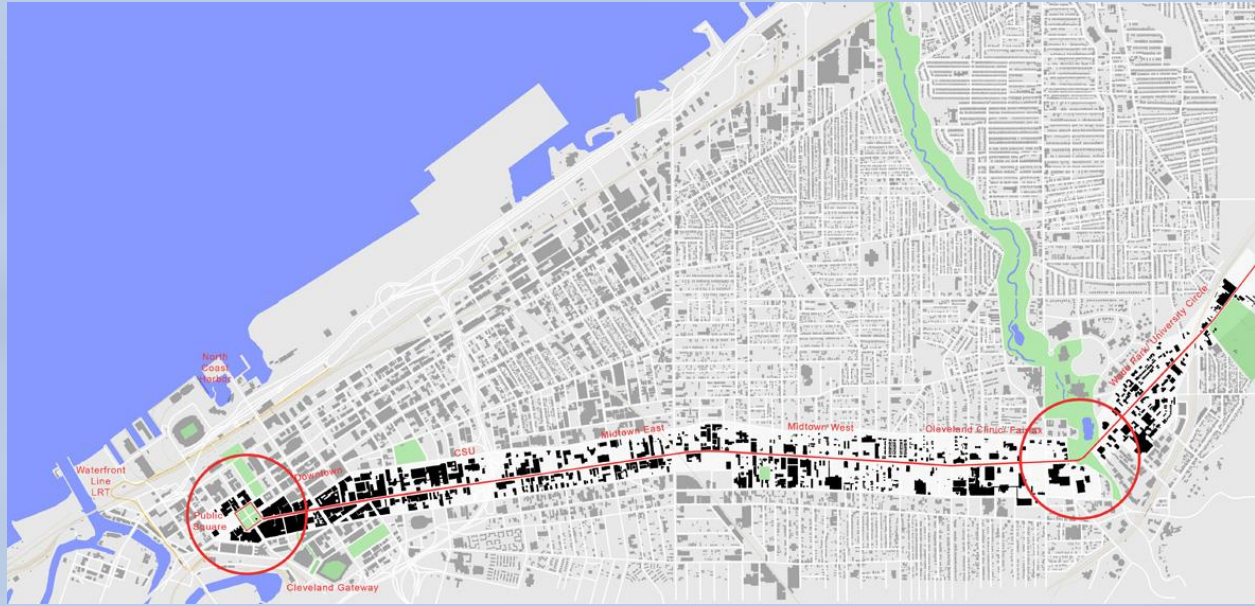 North
Coast
Harbor
Waterfront
Line
LRT
Public
Square
Downtown
CSU
Midtown East
Midtown West
Cleveland Clinic/ Fairfax
Wade Park/ University Circle
Cleveland Gateway